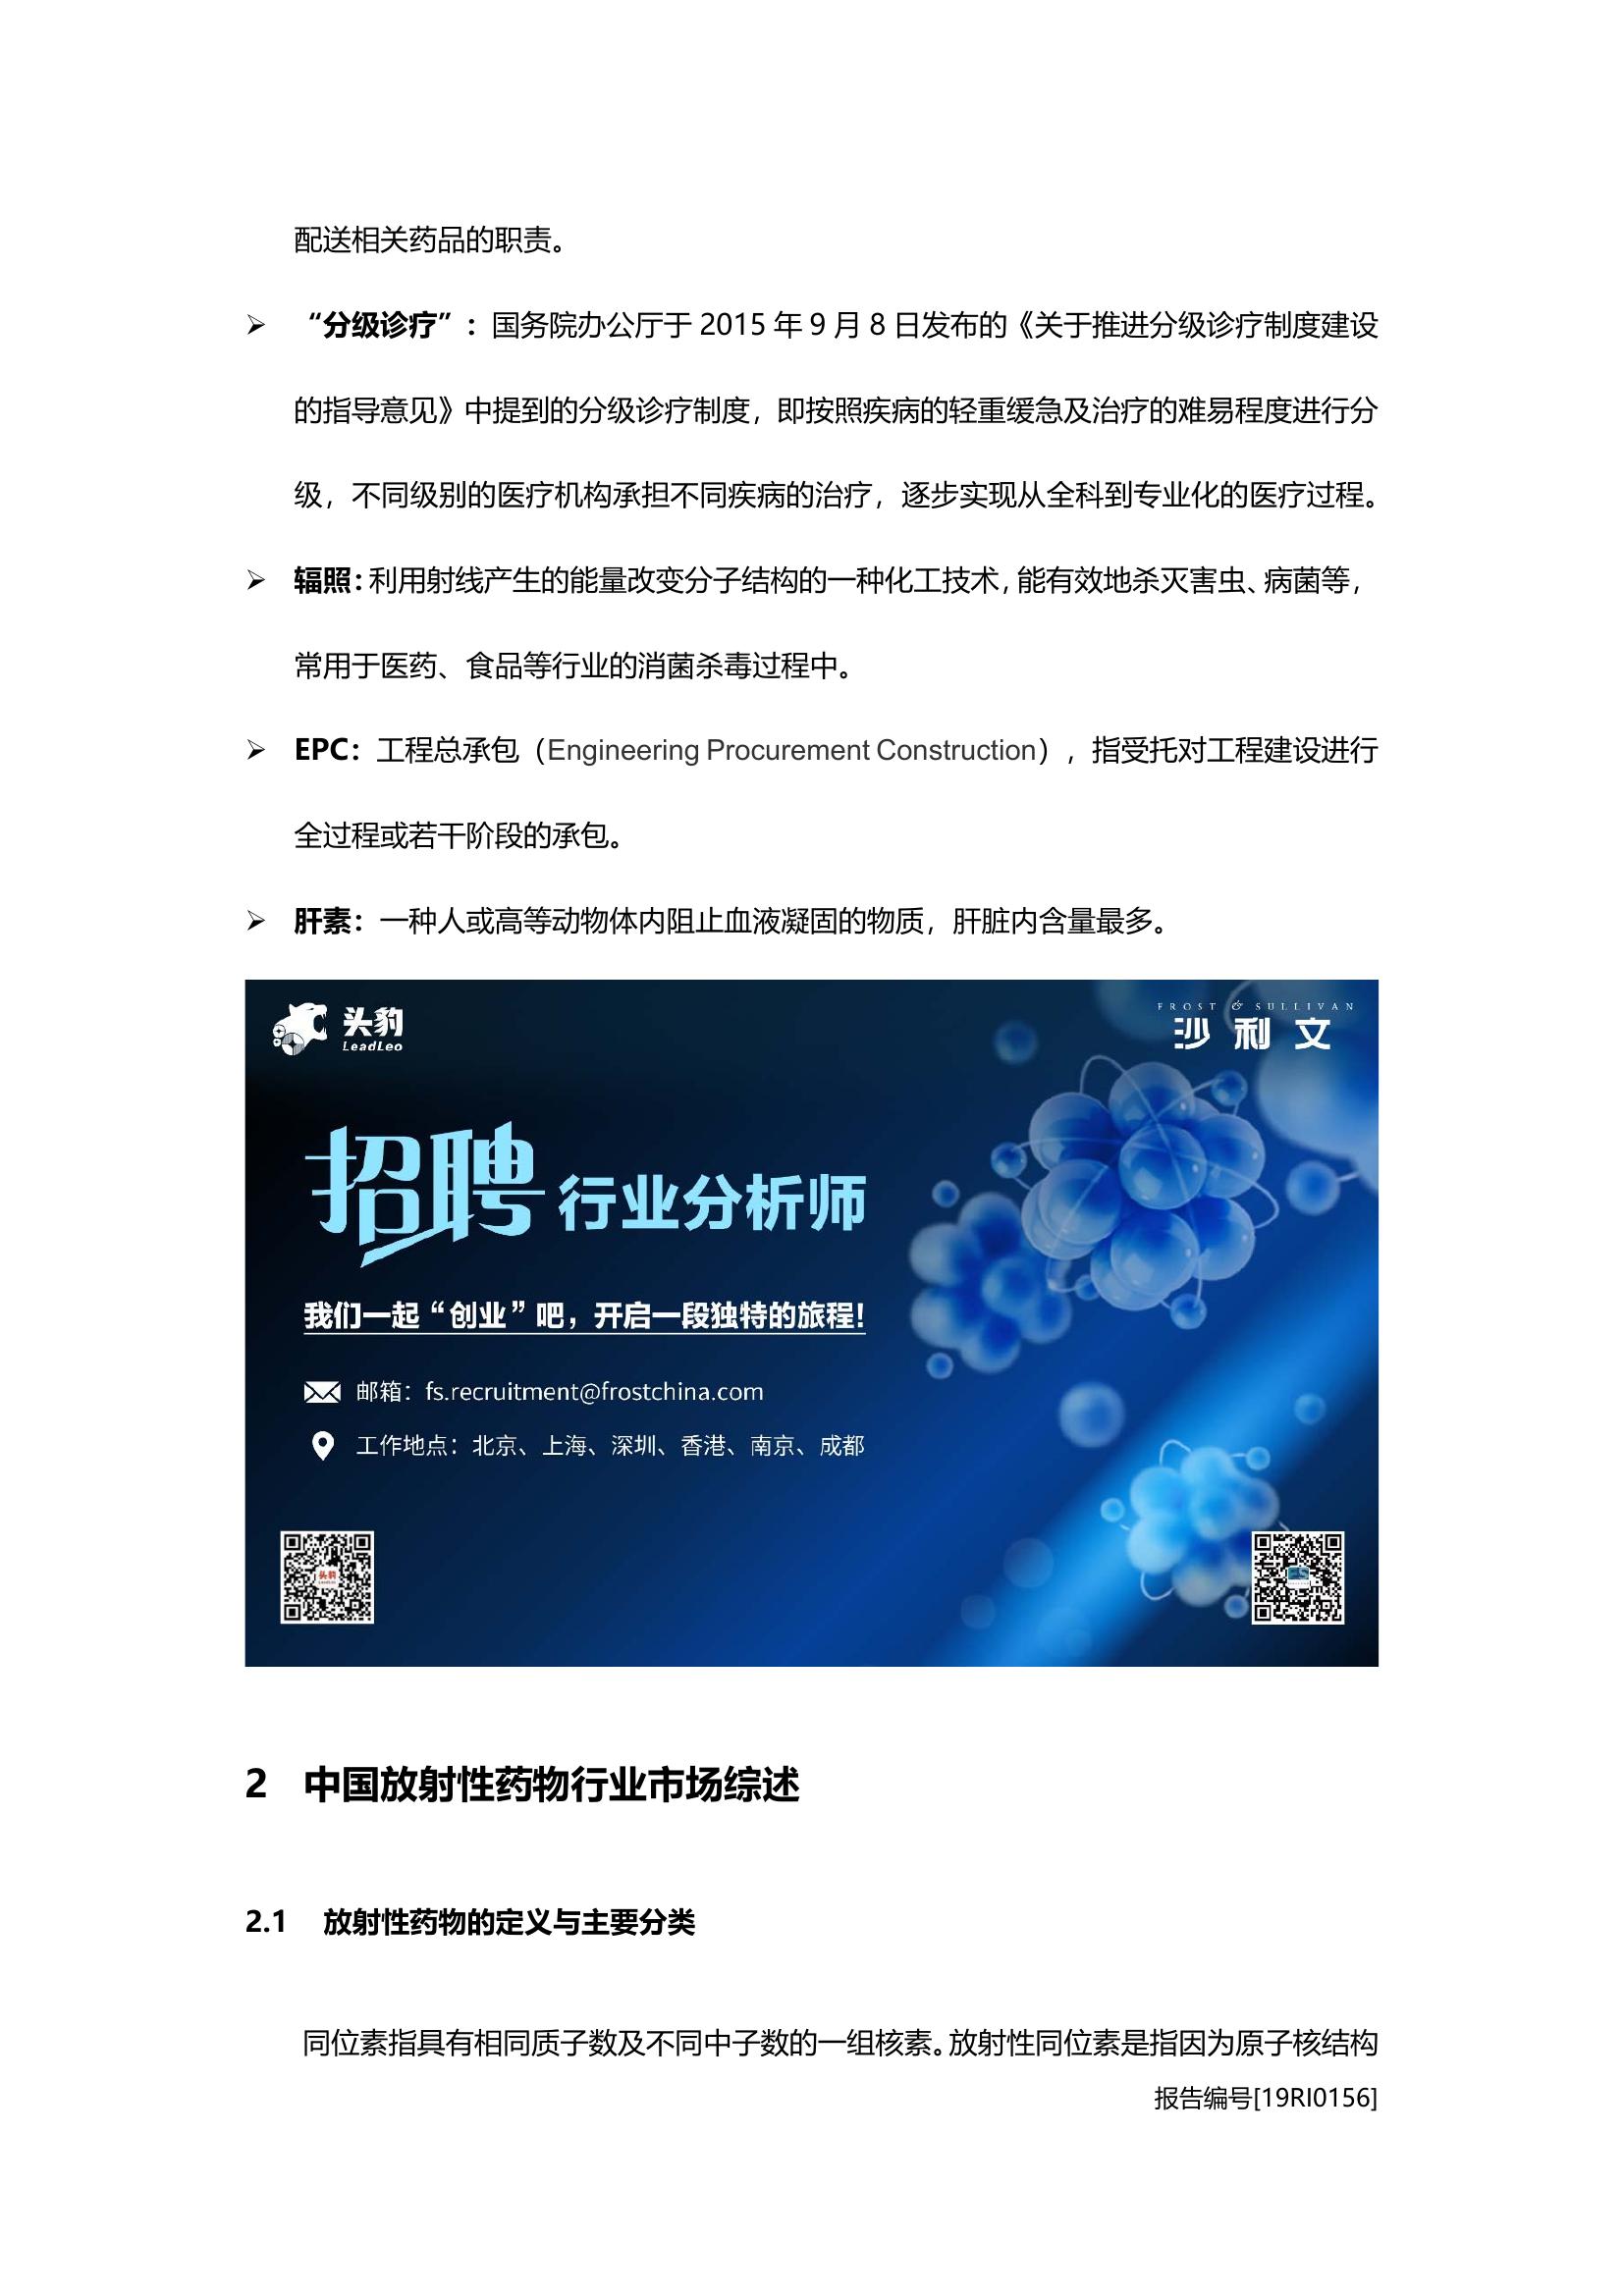 配送相关药品的职责。
➢ “分级诊疗”：国务院办公厅于 2015 年 9 月 8 日发布的《关于推进分级诊疗制度建设
的指导意见》中提到的分级诊疗制度，即按照疾病的轻重缓急及治疗的难易程度进行分
级，不同级别的医疗机构承担不同疾病的治疗，逐步实现从全科到专业化的医疗过程。
➢ 辐照：利用射线产生的能量改变分子结构的一种化工技术，能有效地杀灭害虫、病菌等，
常用于医药、食品等行业的消菌杀毒过程中。
➢ EPC：工程总承包（Engineering Procurement Construction），指受托对工程建设进行
全过程或若干阶段的承包。
➢ 肝素：一种人或高等动物体内阻止血液凝固的物质，肝脏内含量最多。
头豹
LeadLeo
FROST & SULLIVAN
沙利文
招聘 行业分析师
我们一起“创业”吧，开启一段独特的旅程!
邮箱：fs.recruitment@frostchina.com
工作地点：北京、上海、深圳、香港、南京、成都
头豹
2 中国放射性药物行业市场综述
2.1 放射性药物的定义与主要分类
同位素指具有相同质子数及不同中子数的一组核素。放射性同位素是指因为原子核结构
报告编号[19RI0156]